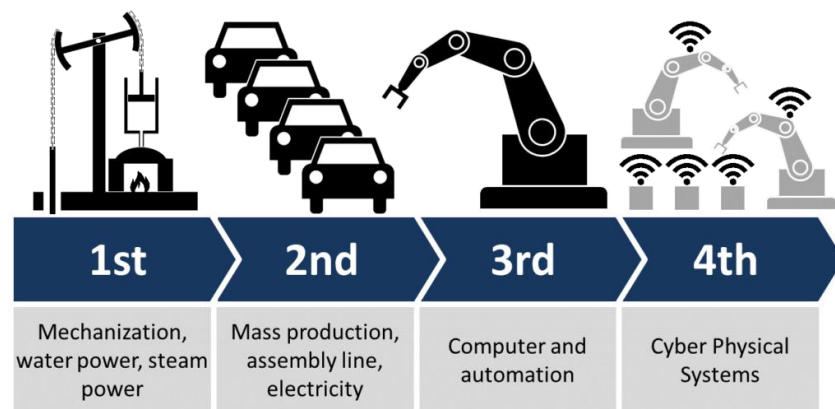 1st
2nd
3rd
4th
Mechanization,
water power, steam
power
Mass production,
assembly line,
electricity
Computer and
automation
Cyber Physical
Systems